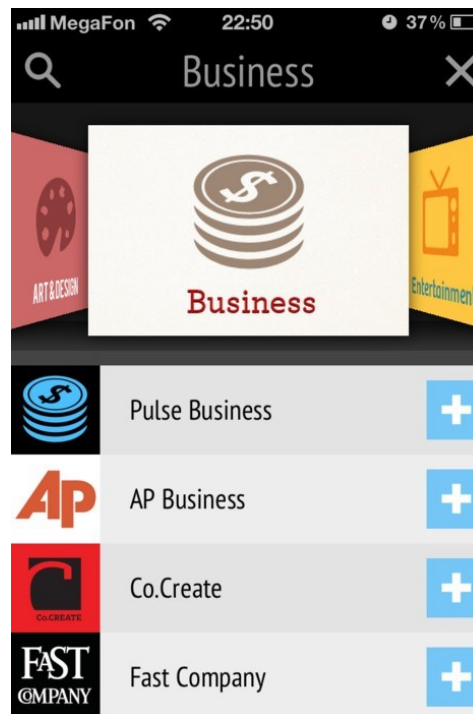 MegaFon 22:50 37%
Business
ART & DESIGN
Business
Entertainment
Pulse Business
AP AP Business
Co.CREATE Co.Create
FAST
COMPANY Fast Company